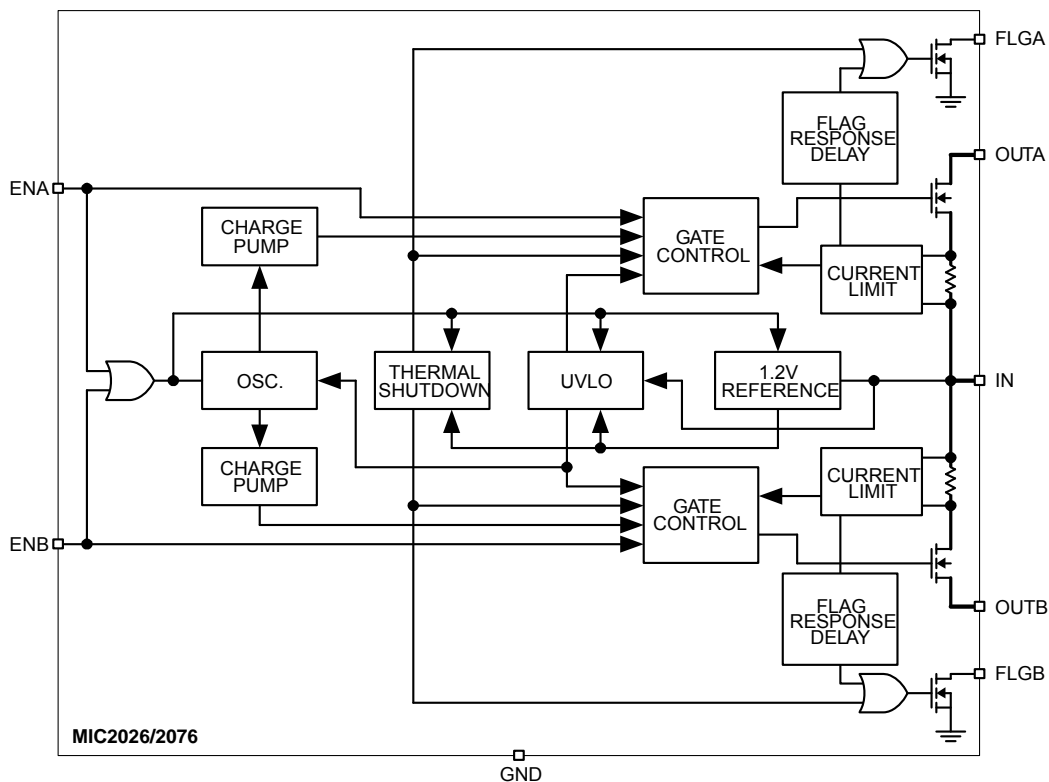 FLGA
FLAG
RESPONSE
DELAY
OUTA
ENA
CHARGE
PUMP
GATE
CONTROL
CURRENT
LIMIT
OSC.
THERMAL
SHUTDOWN
UVLO
1.2V
REFERENCE
IN
CHARGE
PUMP
GATE
CONTROL
CURRENT
LIMIT
ENB
FLAG
RESPONSE
DELAY
OUTB
FLGB
MIC2026/2076
GND